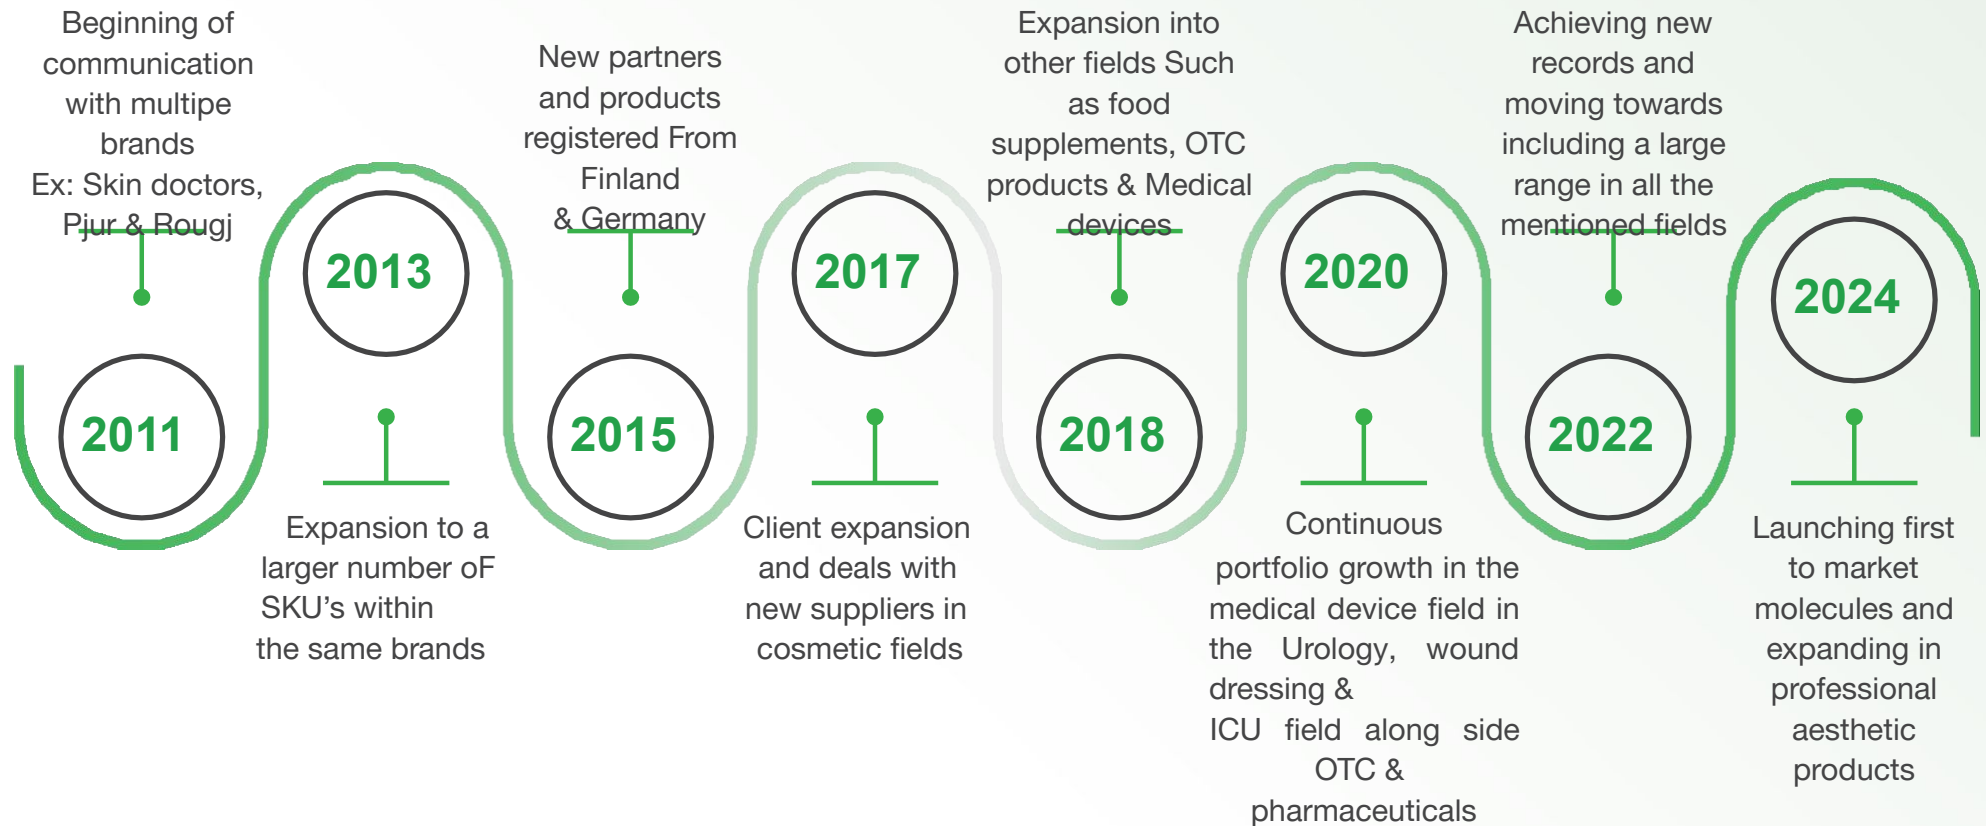 Beginning of
communication
with multipe
brands
Ex: Skin doctors,
Pjur & Rougj
2011
2013
Expansion to a
larger number oF
SKU’s within
the same brands
New partners
and products
registered From
Finland
& Germany
2015
2017
Client expansion
and deals with
new suppliers in
cosmetic fields
Expansion into
other fields Such
as food
supplements, OTC
products & Medical
devices
2018
2020
Continuous
portfolio growth in the
medical device field in
the Urology, wound
dressing &
ICU field along side
OTC &
pharmaceuticals
Achieving new
records and
moving towards
including a large
range in all the
mentioned fields
2022
2024
Launching first
to market
molecules and
expanding in
professional
aesthetic
products